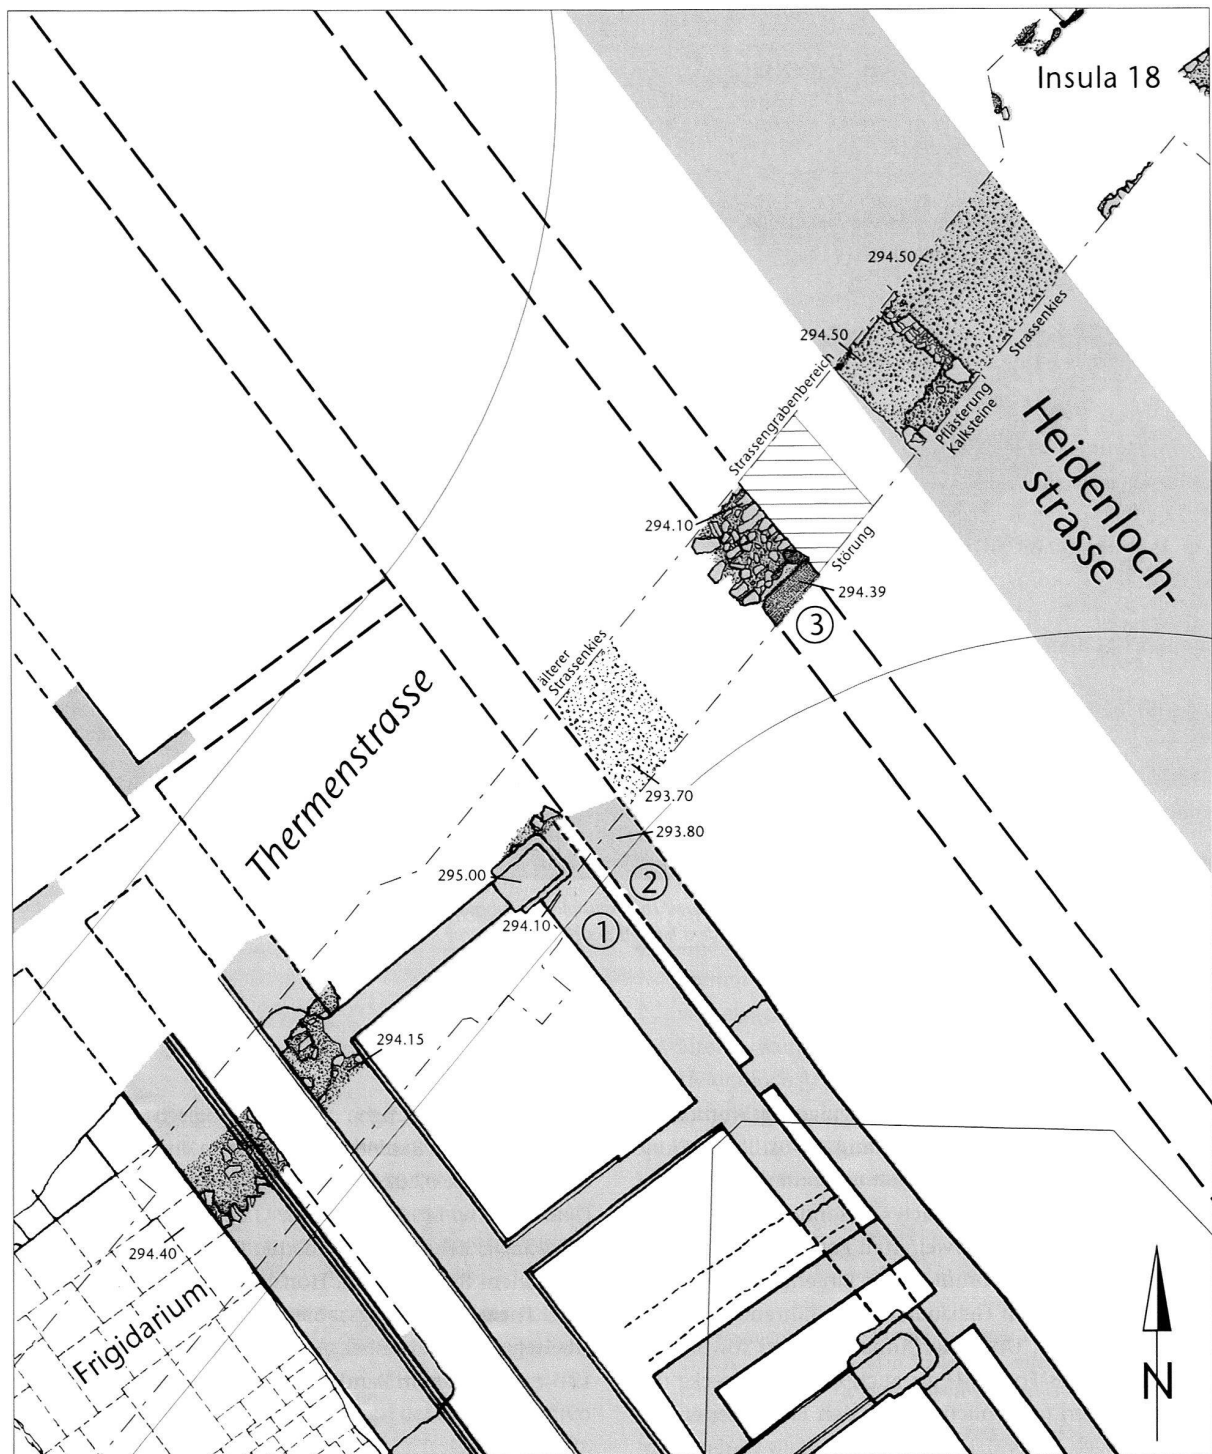 Insula 18
294.50
294.50
Strassenkies
Strassengrabenbereich
Pflästerung
Kalksteine
Heidenloch-
strasse
294.10
Störung
294.39
3
älterer
Strassenkies
Thermenstrasse
293.70
293.80
295.00
2
294.10
1
294.15
294.40
Frigidarium
N